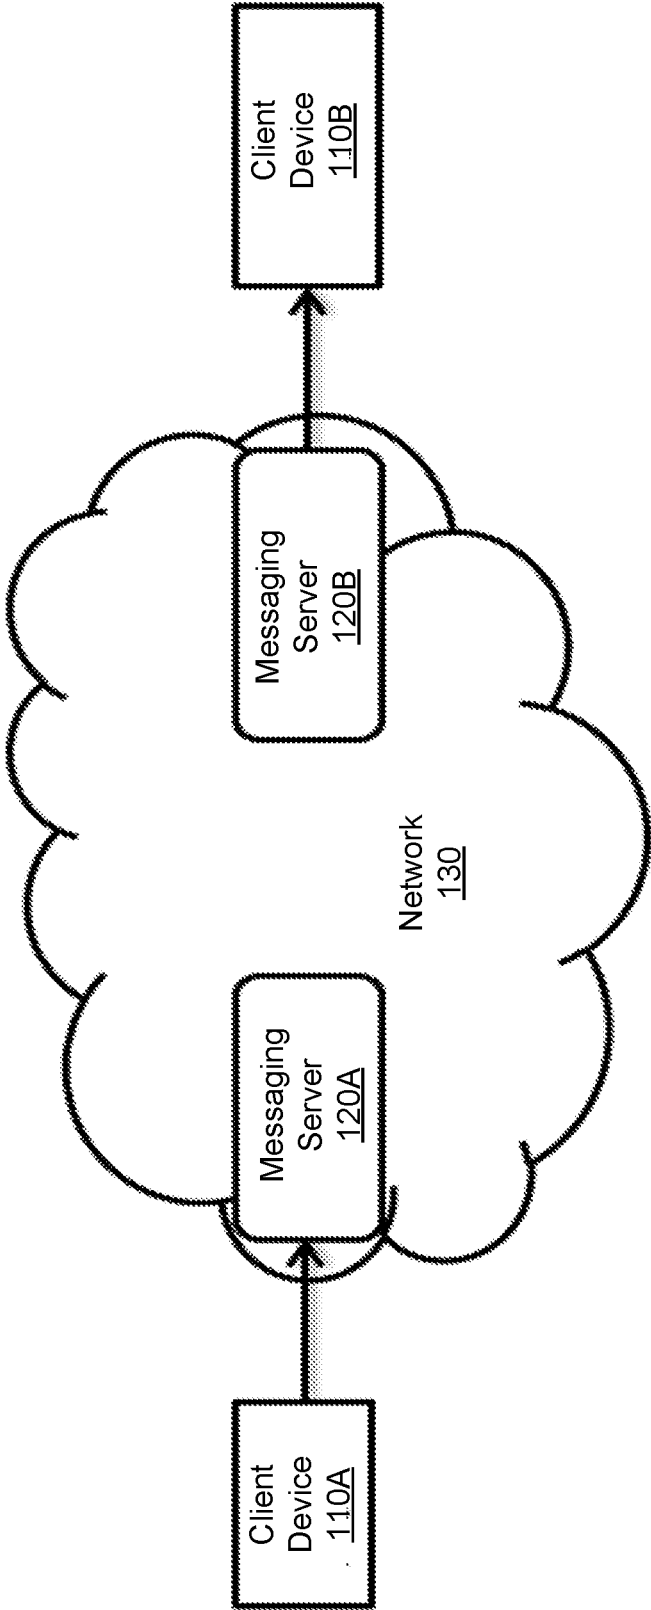 Client
Device
110A
Messaging
Server
120A
Network
130
Messaging
Server
120B
Client
Device
110B